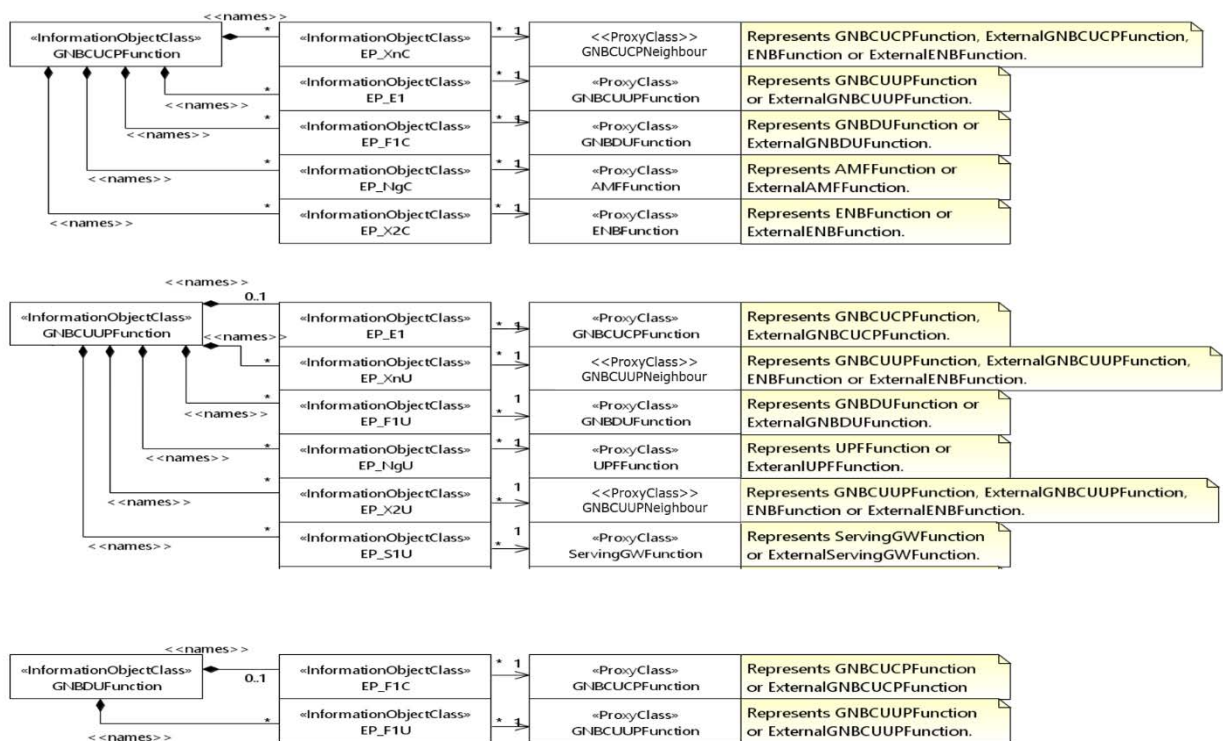 <<names>>
«InformationObjectClass»
GNBCUCPFunction
*
«InformationObjectClass»
EP_XnC
* 1
<<ProxyClass>>
GNBCUCPNeighbour
Represents GNBCUCPFunction, ExternalGNBCUCPFunction,
ENBFunction or ExternalENBFunction.
<<names>>
*
«InformationObjectClass»
EP_E1
* 1
«ProxyClass»
GNBCUUPFunction
Represents GNBCUUPFunction
or ExternalGNBCUUPFunction.
<<names>>
*
«InformationObjectClass»
EP_F1C
* 1
«ProxyClass»
GNBDUFunction
Represents GNBDUFunction or
ExternalGNBDUFunction.
<<names>>
*
«InformationObjectClass»
EP_NgC
* 1
«ProxyClass»
AMFFunction
Represents AMFFunction or
ExternalAMFFunction.
<<names>>
*
«InformationObjectClass»
EP_X2C
* 1
«ProxyClass»
ENBFunction
Represents ENBFunction or
ExternalENBFunction.
<<names>>
0..1
«InformationObjectClass»
GNBCUUPFunction
«InformationObjectClass»
EP_E1
* 1
«ProxyClass»
GNBCUCPFunction
Represents GNBCUCPFunction,
ExternalGNBCUCPFunction.
<<names>>
*
«InformationObjectClass»
EP_XnU
* 1
<<ProxyClass>>
GNBCUUPNeighbour
Represents GNBCUUPFunction, ExternalGNBCUUPFunction,
ENBFunction or ExternalENBFunction.
<<names>>
*
«InformationObjectClass»
EP_F1U
* 1
«ProxyClass»
GNBDUFunction
Represents GNBDUFunction or
ExternalGNBDUFunction.
<<names>>
*
«InformationObjectClass»
EP_NgU
* 1
«ProxyClass»
UPFFunction
Represents UPFFunction or
ExteranlUPFFunction.
<<names>>
*
«InformationObjectClass»
EP_X2U
* 1
<<ProxyClass>>
GNBCUUPNeighbour
Represents GNBCUUPFunction, ExternalGNBCUUPFunction,
ENBFunction or ExternalENBFunction.
<<names>>
*
«InformationObjectClass»
EP_S1U
* 1
«ProxyClass»
ServingGWFunction
Represents ServingGWFunction
or ExternalServingGWFunction.
<<names>>
0..1
«InformationObjectClass»
GNBDUFunction
«InformationObjectClass»
EP_F1C
* 1
«ProxyClass»
GNBCUCPFunction
Represents GNBCUCPFunction
or ExternalGNBCUCPFunction
<<names>>
*
«InformationObjectClass»
EP_F1U
* 1
«ProxyClass»
GNBCUUPFunction
Represents GNBCUUPFunction
or ExternalGNBCUUPFunction.